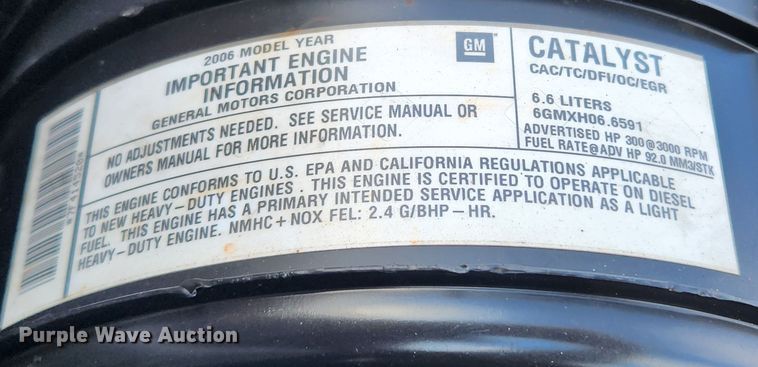 2006 MODEL YEAR
IMPORTANT ENGINE
INFORMATION
GENERAL MOTORS CORPORATION
NO ADJUSTMENTS NEEDED. SEE SERVICE MANUAL OR
OWNERS MANUAL FOR MORE INFORMATION.
GM
CATALYST
CAC/TC/DFI/OC/EGR
6.6 LITERS
6GMXH06.6591
ADVERTISED HP 300@3000 RPM
FUEL RATE@ADV HP 92.0 MM3/STK
THIS ENGINE CONFORMS TO U.S. EPA AND CALIFORNIA REGULATIONS APPLICABLE
TO NEW HEAVY-DUTY ENGINES. THIS ENGINE IS CERTIFIED TO OPERATE ON DIESEL
FUEL. THIS ENGINE HAS A PRIMARY INTENDED SERVICE APPLICATION AS A LIGHT
HEAVY-DUTY ENGINE. NMHC+NOX FEL: 2.4 G/BHP-HR.
Purple Wave Auction